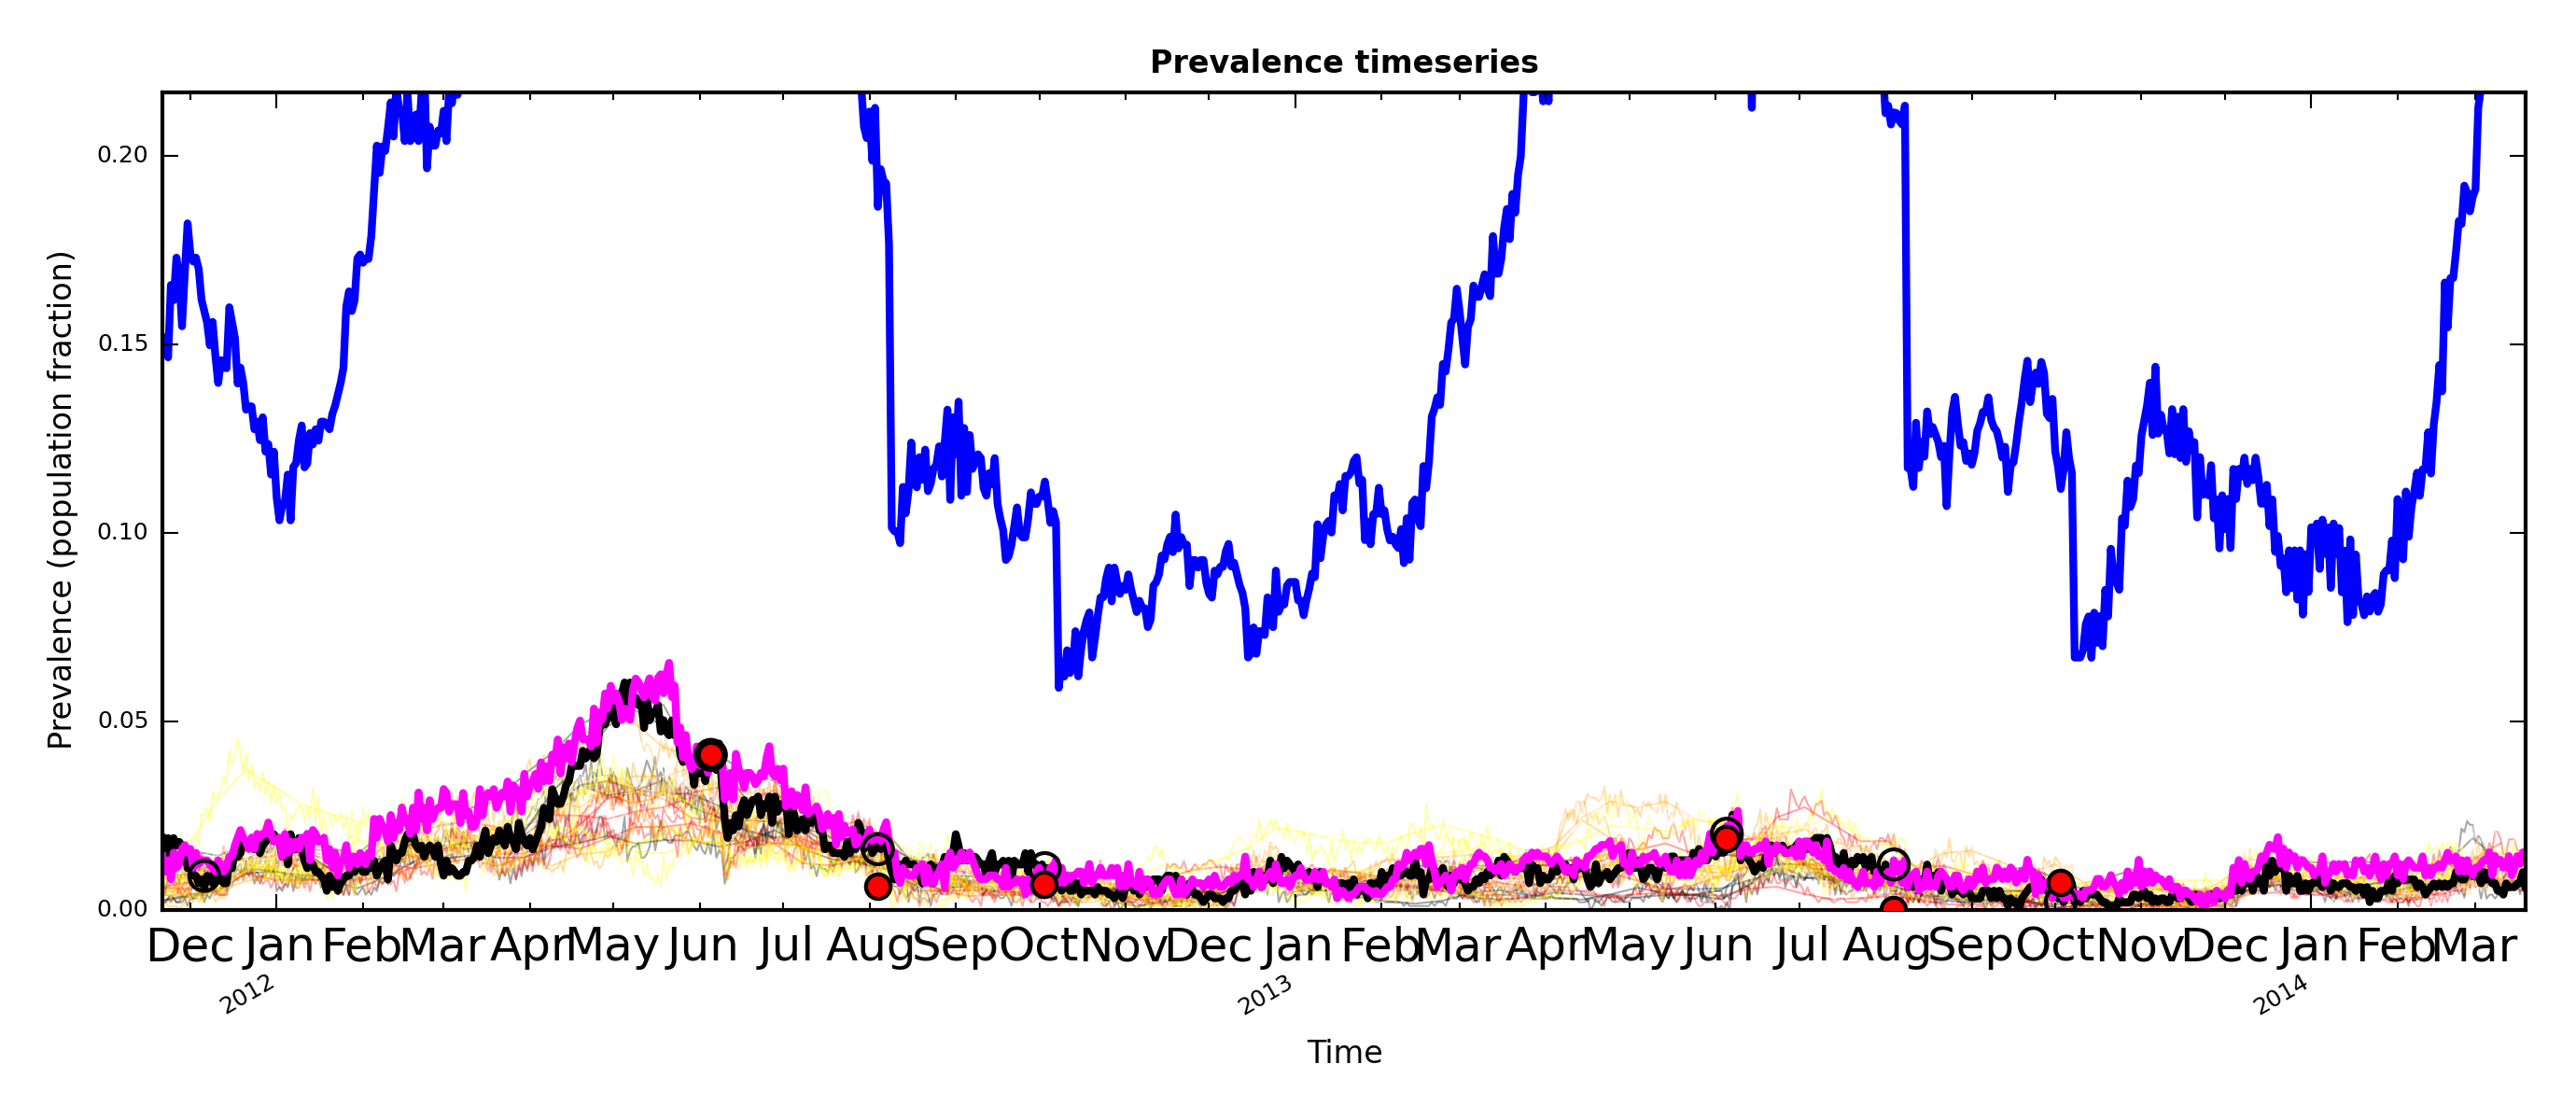 Prevalence timeseries
Prevalence (population fraction)
0.20
0.15
0.10
0.05
0.00
Dec Jan Feb Mar Apr May Jun Jul Aug Sep Oct Nov Dec Jan Feb Mar Apr May Jun Jul Aug Sep Oct Nov Dec Jan Feb Mar
2012 2013 2014
Time